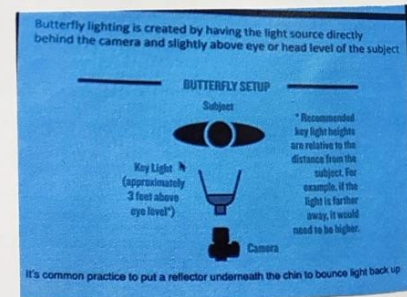 Butterfly lighting is created by having the light source directly
behind the camera and slightly above eye or head level of the subject
BUTTERFLY SETUP
Subject
* Recommended
key light heights
are relative to the
distance from the
subject. For
example, if the
light is farther
away, it would
need to be higher.
Key Light
(approximately
3 feet above
eye level*)
Camera
It's common practice to put a reflector underneath the chin to bounce light back up